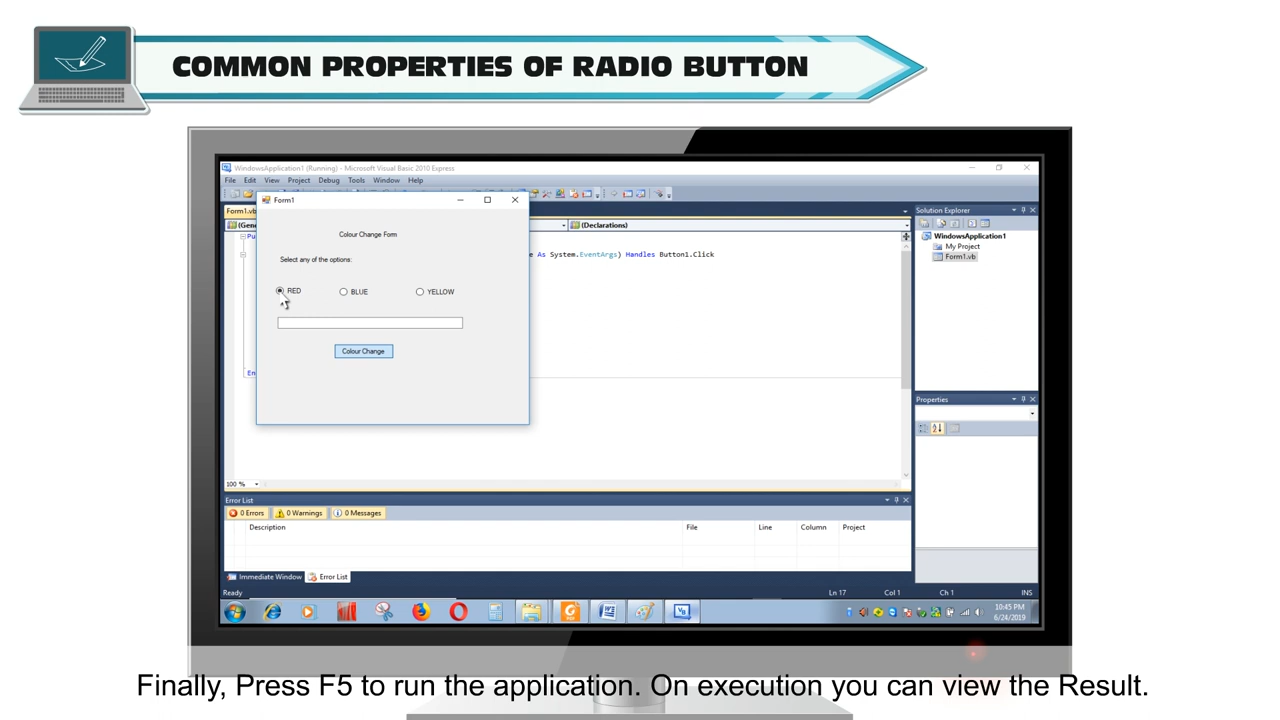 COMMON PROPERTIES OF RADIO BUTTON
WindowsApplication1 (Running) - Microsoft Visual Basic 2010 Express
File Edit View Project Debug Tools Window Help
Form1
Form1.vb
Solution Explorer
(Gene
(Declarations)
Pu
Colour Change Form
WindowsApplication1
My Project
e As System.EventArgs) Handles Button1.Click
Form1.vb
Select any of the options:
RED BLUE YELLOW
Colour Change
En
Properties
100 %
Error List
0 Errors 0 Warnings 0 Messages
Description File Line Column Project
Immediate Window Error List
Ready Ln 17 Col 1 Ch 1 INS
10:45 PM
6/24/2019
Finally, Press F5 to run the application. On execution you can view the Result.